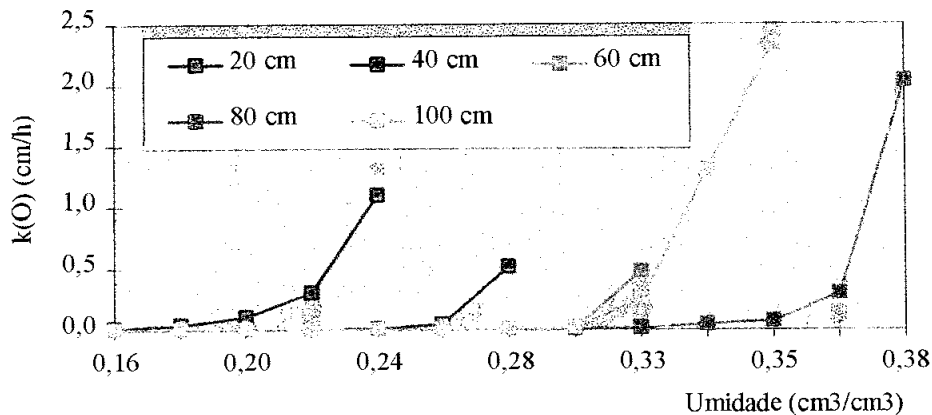 2,5
2,0
1,5
1,0
0,5
0,0
k(O) (cm/h)
20 cm 40 cm 60 cm
80 cm 100 cm
0,16 0,20 0,24 0,28 0,33 0,35 0,38
Umidade (cm3/cm3)